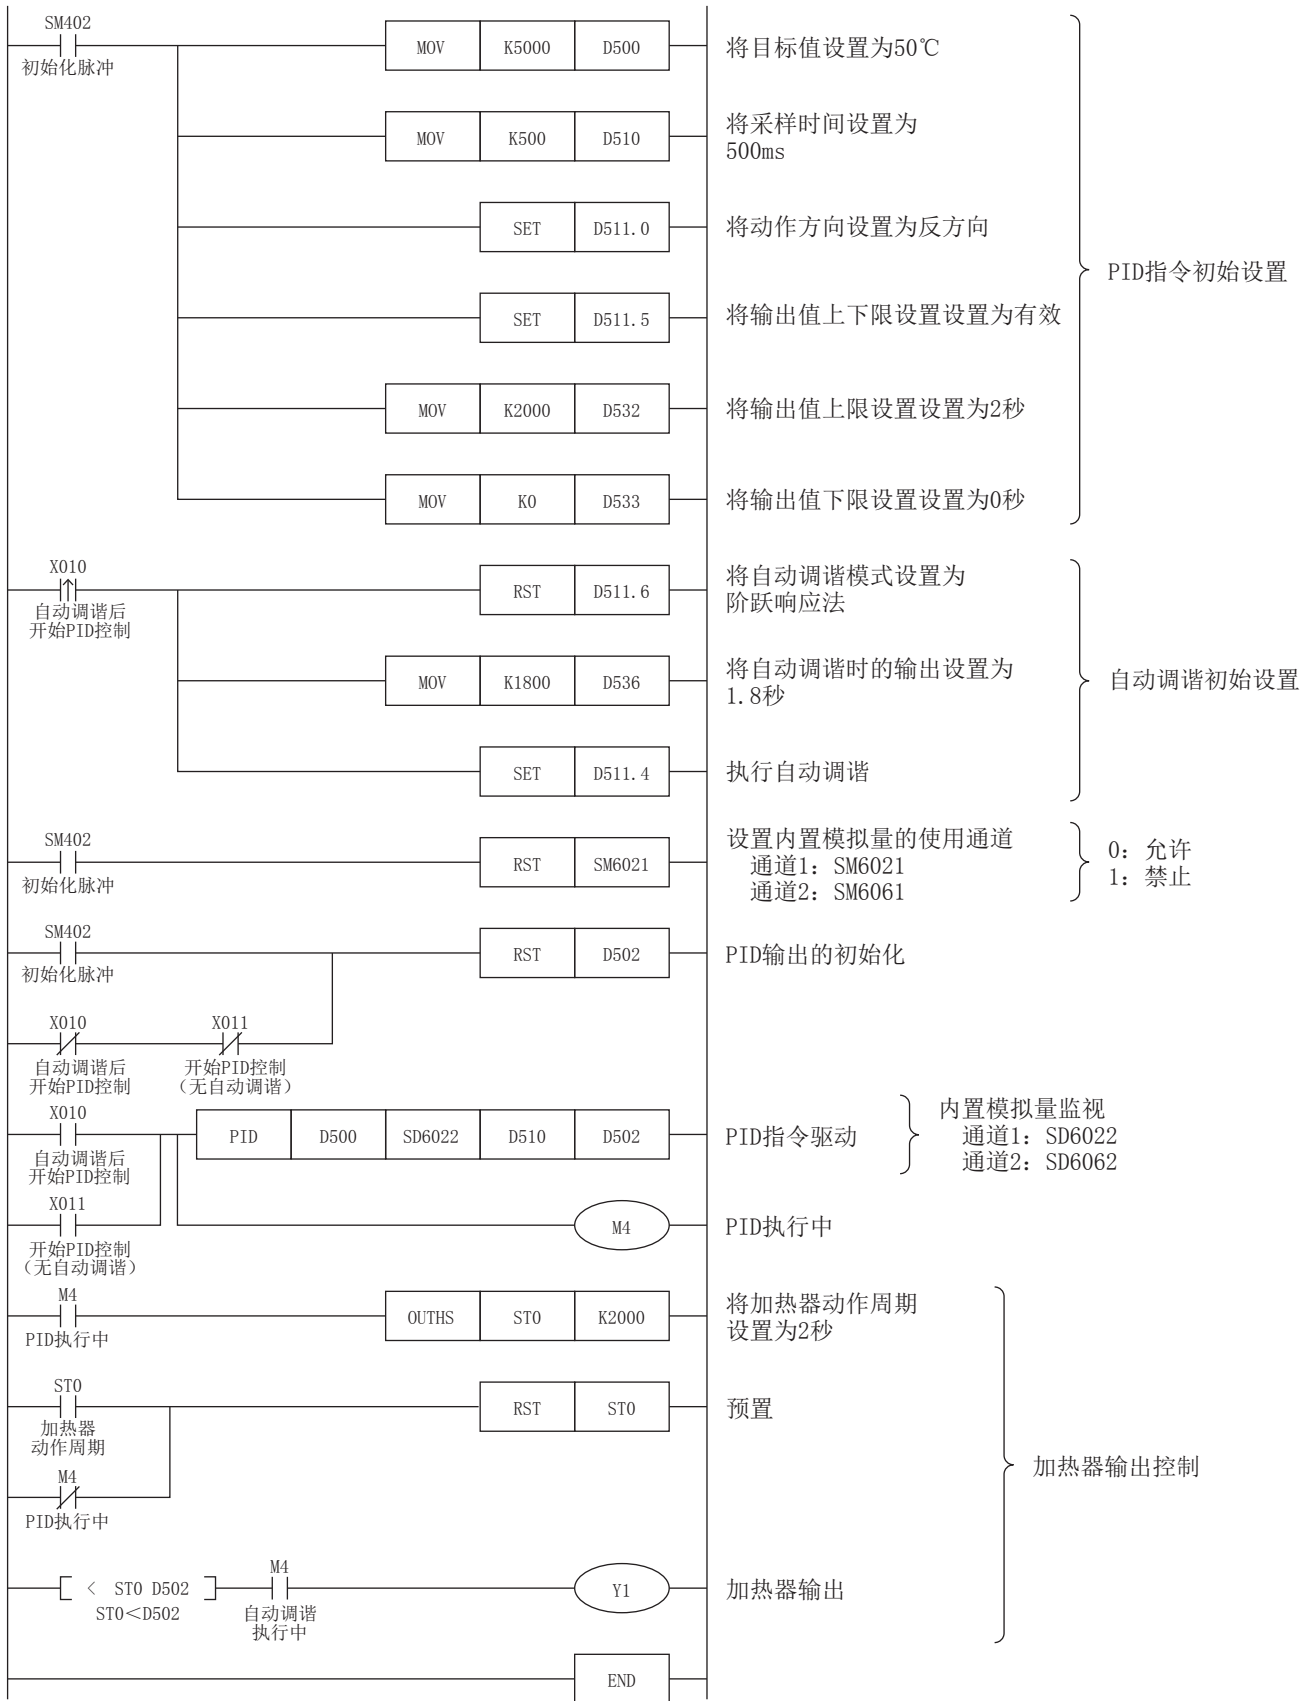 SM402
初始化脉冲
MOV K5000 D500
将目标值设置为50℃
MOV K500 D510
将采样时间设置为
500ms
SET D511.0
将动作方向设置为反方向
SET D511.5
将输出值上下限设置设置为有效
MOV K2000 D532
将输出值上限设置设置为2秒
MOV K0 D533
将输出值下限设置设置为0秒
PID指令初始设置
X010
自动调谐后
开始PID控制
RST D511.6
将自动调谐模式设置为
阶跃响应法
MOV K1800 D536
将自动调谐时的输出设置为
1.8秒
SET D511.4
执行自动调谐
自动调谐初始设置
SM402
初始化脉冲
RST SM6021
设置内置模拟量的使用通道
通道1：SM6021
通道2：SM6061
0：允许
1：禁止
SM402
初始化脉冲
RST D502
PID输出的初始化
X010
自动调谐后
开始PID控制
X011
开始PID控制
（无自动调谐）
X010
自动调谐后
开始PID控制
PID D500 SD6022 D510 D502
PID指令驱动
内置模拟量监视
通道1：SD6022
通道2：SD6062
X011
开始PID控制
（无自动调谐）
M4
PID执行中
M4
PID执行中
OUTHS ST0 K2000
将加热器动作周期
设置为2秒
ST0
加热器
动作周期
RST ST0
预置
M4
PID执行中
加热器输出控制
< ST0 D502
ST0＜D502
M4
自动调谐
执行中
Y1
加热器输出
END